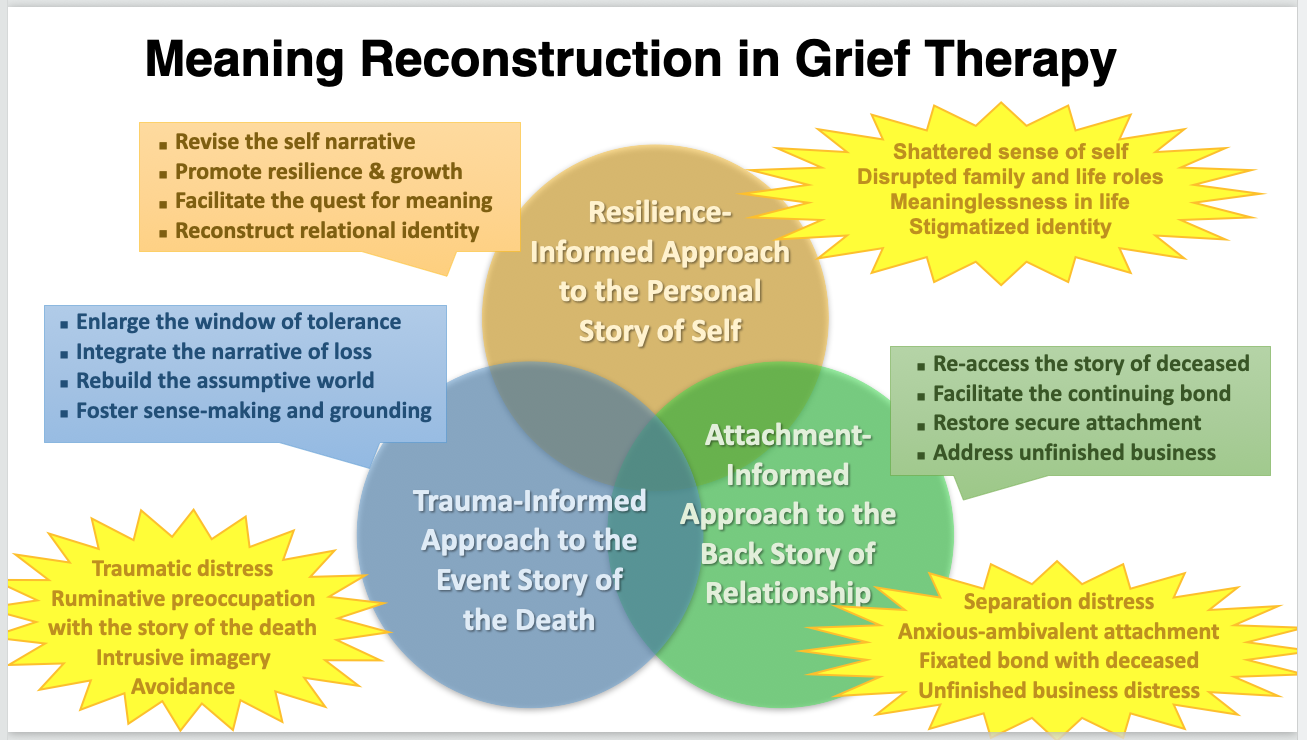 Meaning Reconstruction in Grief Therapy
▪ Revise the self narrative
▪ Promote resilience & growth
▪ Facilitate the quest for meaning
▪ Reconstruct relational identity
Resilience-
Informed Approach
to the Personal
Story of Self
Shattered sense of self
Disrupted family and life roles
Meaninglessness in life
Stigmatized identity
▪ Enlarge the window of tolerance
▪ Integrate the narrative of loss
▪ Rebuild the assumptive world
▪ Foster sense-making and grounding
▪ Re-access the story of deceased
▪ Facilitate the continuing bond
▪ Restore secure attachment
▪ Address unfinished business
Trauma-Informed
Approach to the
Event Story of
the Death
Attachment-
Informed
Approach to the
Back Story of
Relationship
Traumatic distress
Ruminative preoccupation
with the story of the death
Intrusive imagery
Avoidance
Separation distress
Anxious-ambivalent attachment
Fixated bond with deceased
Unfinished business distress